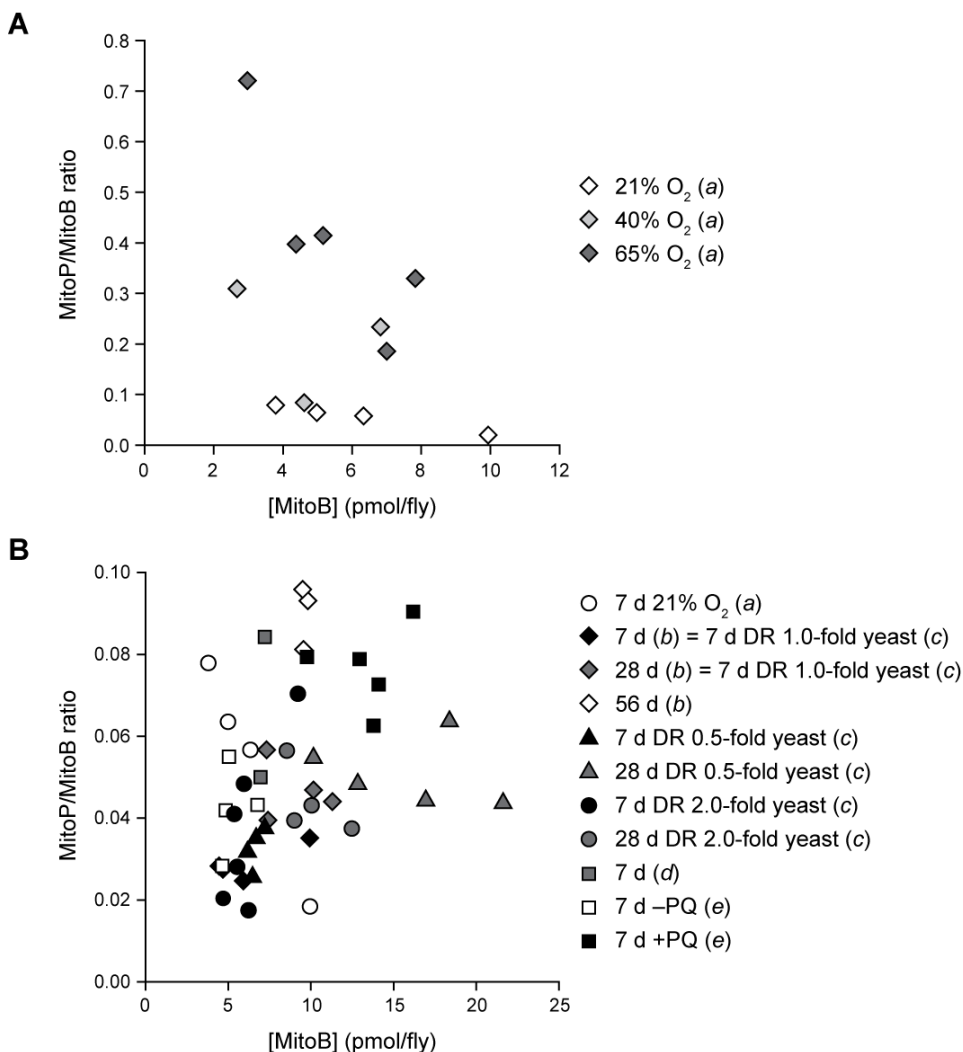 A
0.8
0.7
0.6
0.5
0.4
0.3
0.2
0.1
0.0
MitoP/MitoB ratio
0 2 4 6 8 10 12
[MitoB] (pmol/fly)
21% O₂ (a)
40% O₂ (a)
65% O₂ (a)
B
0.10
0.08
0.06
0.04
0.02
0.00
MitoP/MitoB ratio
0 5 10 15 20 25
[MitoB] (pmol/fly)
7 d 21% O₂ (a)
7 d (b) = 7 d DR 1.0-fold yeast (c)
28 d (b) = 7 d DR 1.0-fold yeast (c)
56 d (b)
7 d DR 0.5-fold yeast (c)
28 d DR 0.5-fold yeast (c)
7 d DR 2.0-fold yeast (c)
28 d DR 2.0-fold yeast (c)
7 d (d)
7 d –PQ (e)
7 d +PQ (e)